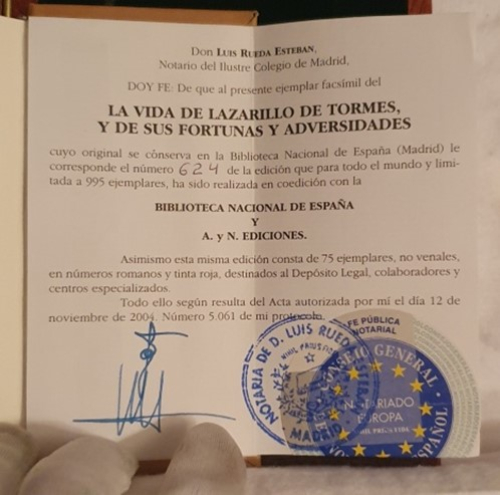 Don LUIS RUEDA ESTEBAN,
Notario del Ilustre Colegio de Madrid,
DOY FE: De que al presente ejemplar facsímil del
LA VIDA DE LAZARILLO DE TORMES,
Y DE SUS FORTUNAS Y ADVERSIDADES
cuyo original se conserva en la Biblioteca Nacional de España (Madrid) le
corresponde el número 624 de la edición que para todo el mundo y limi-
tada a 995 ejemplares, ha sido realizada en coedición con la
BIBLIOTECA NACIONAL DE ESPAÑA
Y
A. y N. EDICIONES.
Asimismo esta misma edición consta de 75 ejemplares, no venales,
en números romanos y tinta roja, destinados al Depósito Legal, colaboradores y
centros especializados.
Todo ello según resulta del Acta autorizada por mí el día 12 de
noviembre de 2004. Número 5.061 de mi protocolo.
NOTARIA DE D. LUIS RUEDA
NIHIL PRIUS FIDE
MADRID
FE PÚBLICA
NOTARIAL
CONSEJO GENERAL
NOTARIADO
EUROPA
NIHIL PRIUS FIDE
ESPAÑOL